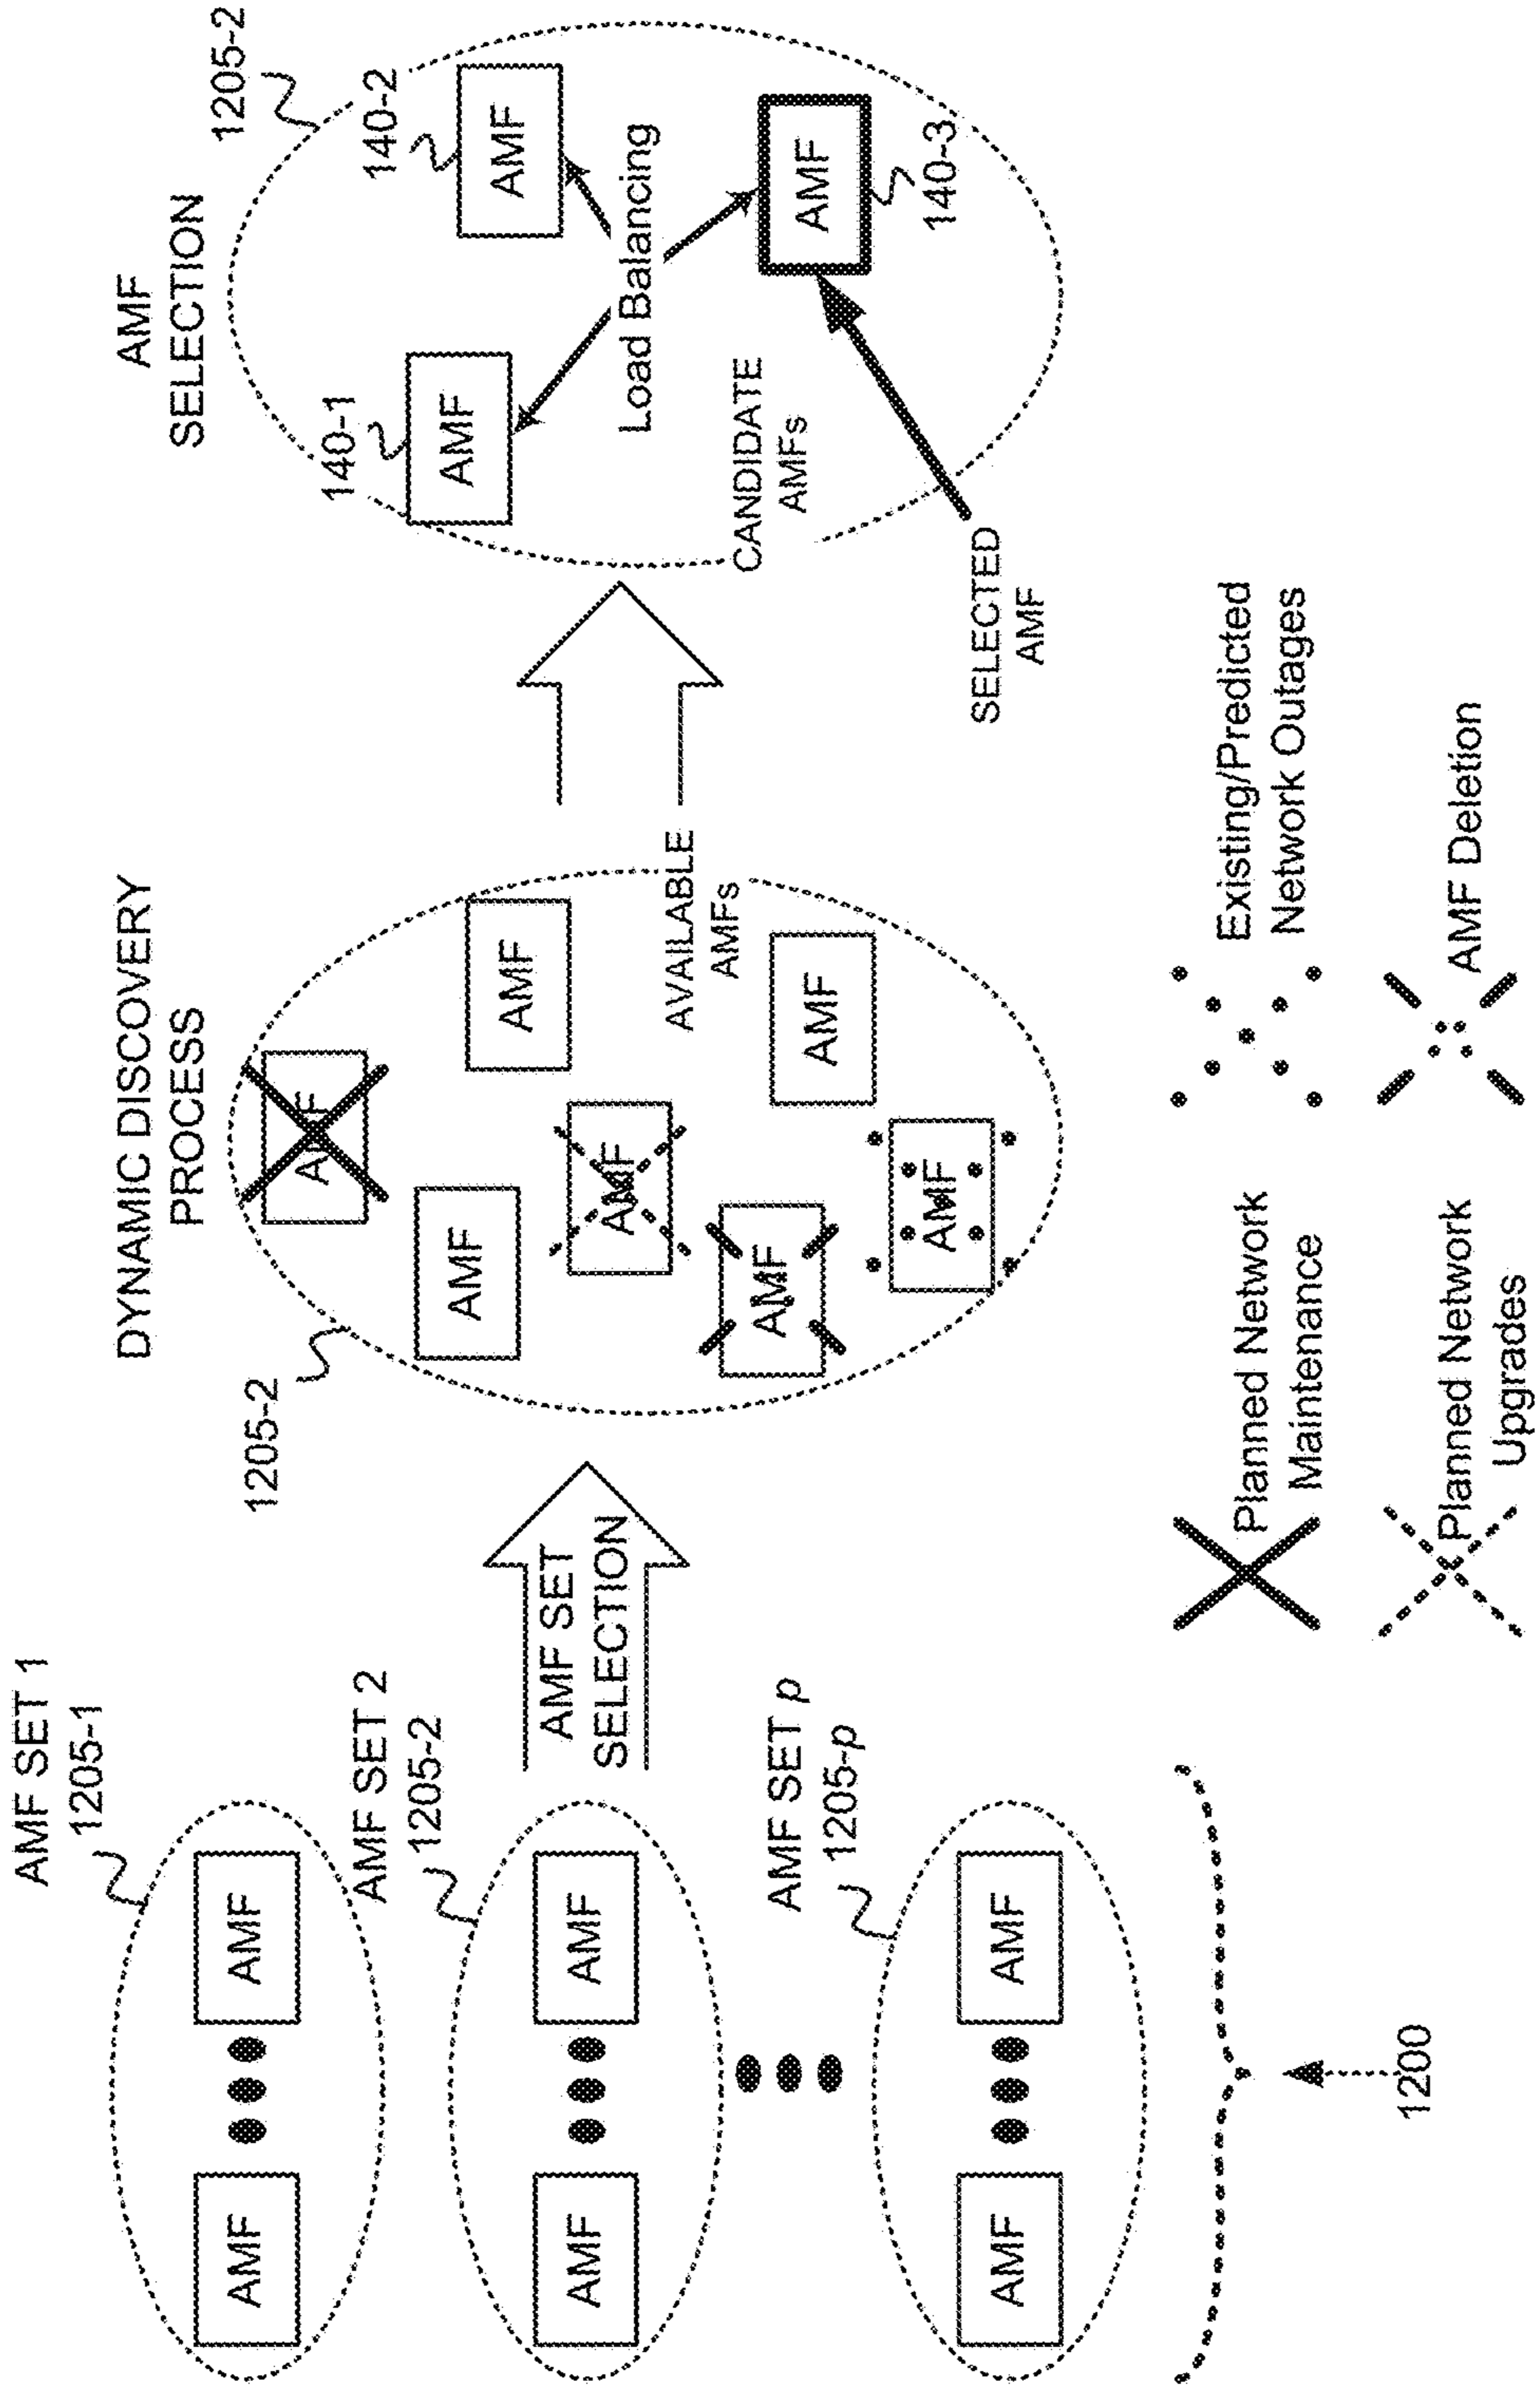 AMF SET 1
1205-1
AMF
AMF
AMF SET 2
1205-2
AMF
AMF
AMF SET p
1205-p
AMF
AMF
1200
AMF SET
SELECTION
DYNAMIC DISCOVERY
PROCESS
1205-2
AMF
AMF
AMF
AMF
AMF
AMF
AMF
AVAILABLE
AMFs
AMF
SELECTION
1205-2
140-1
AMF
140-2
AMF
Load Balancing
CANDIDATE
AMFs
AMF
140-3
SELECTED
AMF
Planned Network
Maintenance
Existing/Predicted
Network Outages
Planned Network
Upgrades
AMF Deletion